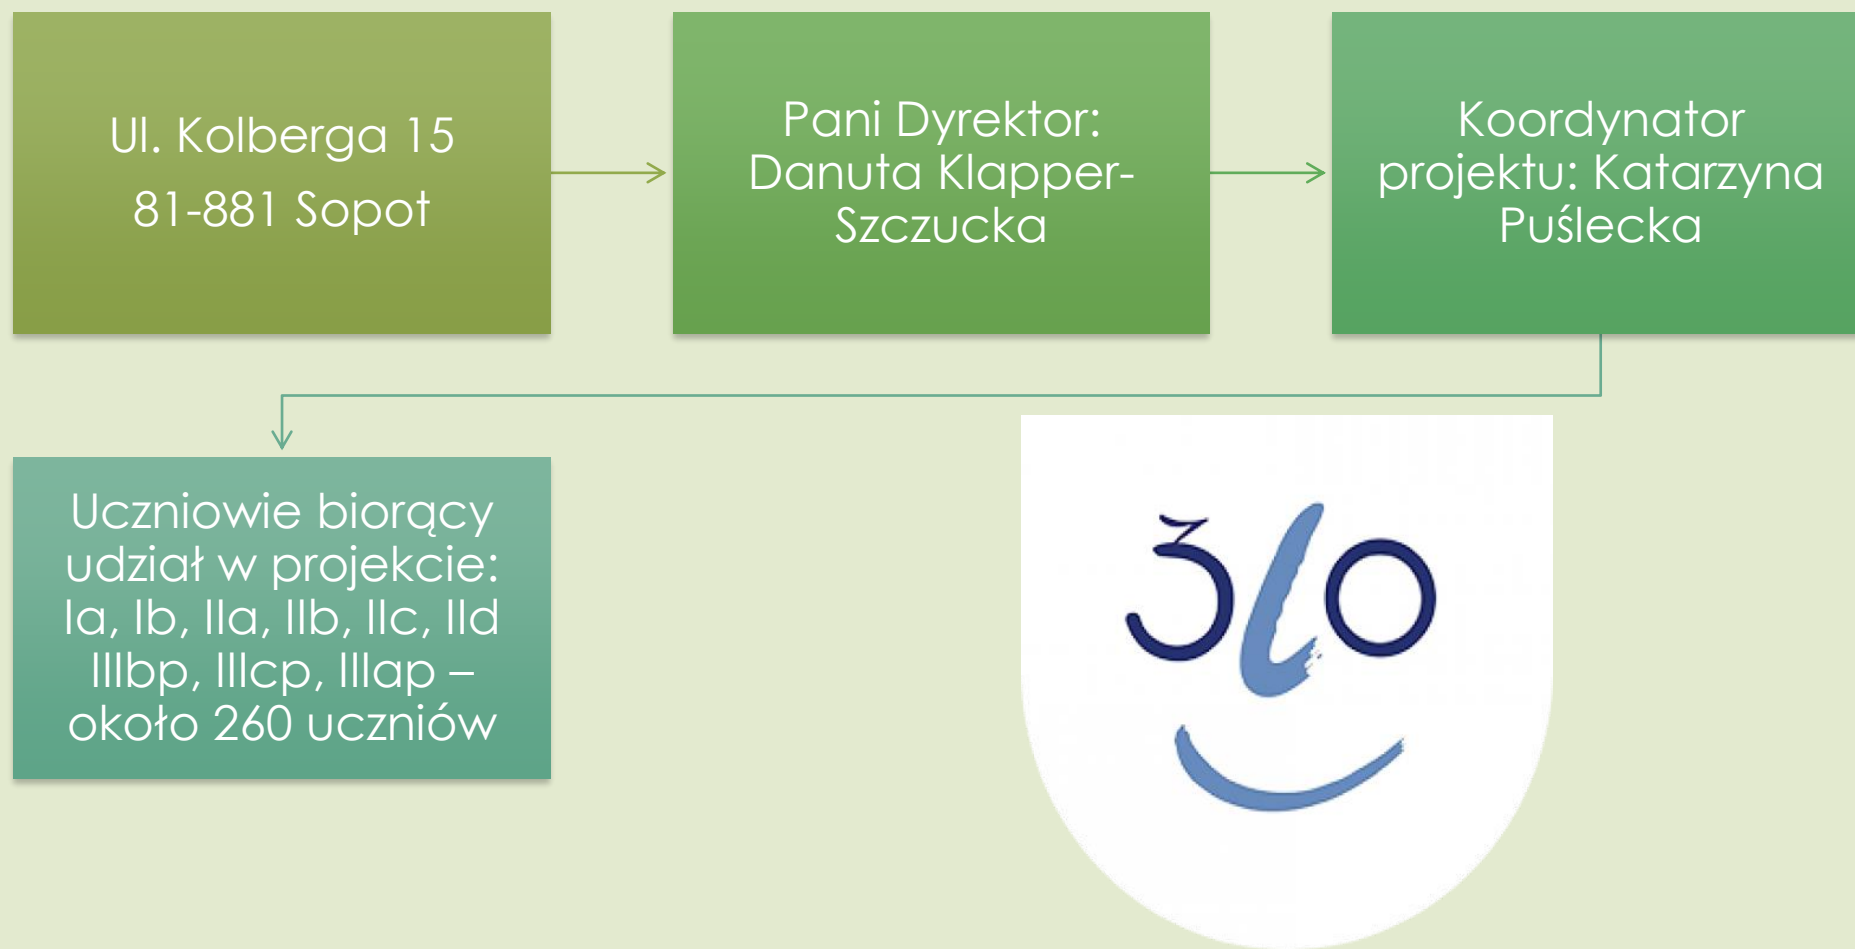 Ul. Kolberga 15
81-881 Sopot
Pani Dyrektor:
Danuta Klapper-
Szczucka
Koordynator
projektu: Katarzyna
Puślecka
Uczniowie biorący
udział w projekcie:
Ia, Ib, IIa, IIb, IIc, IId
IIIbp, IIIcp, IIIap –
około 260 uczniów
3LO